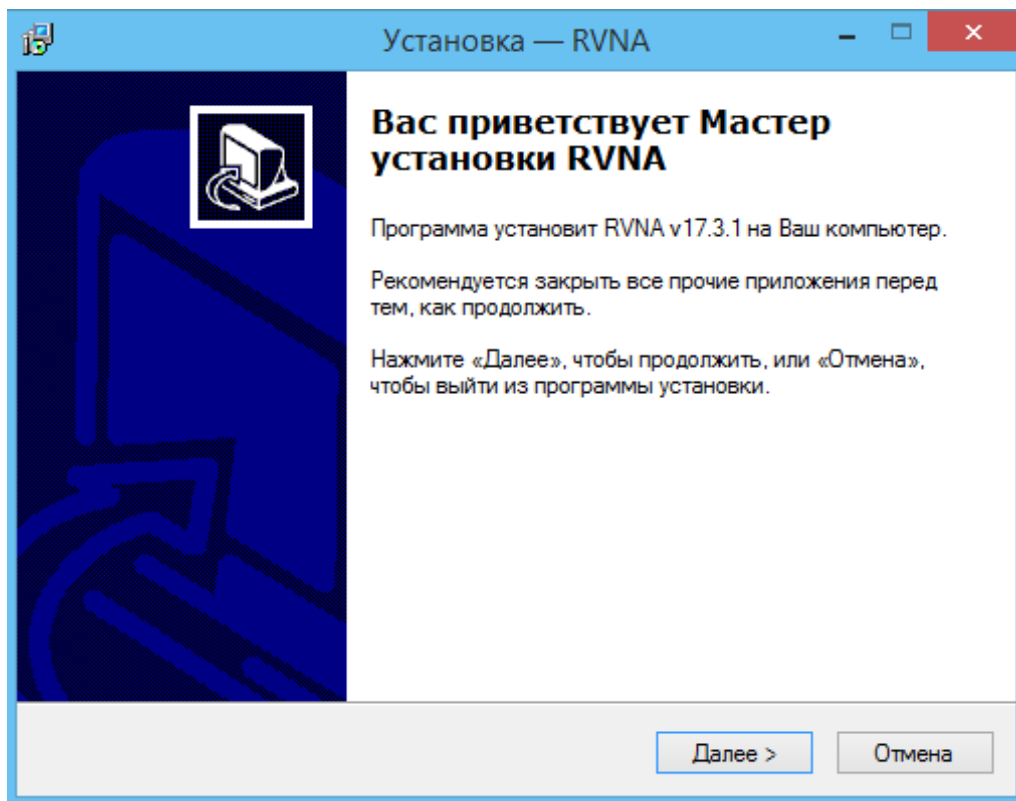 Установка — RVNA
Вас приветствует Мастер
установки RVNA
Программа установит RVNA v17.3.1 на Ваш компьютер.
Рекомендуется закрыть все прочие приложения перед
тем, как продолжить.
Нажмите «Далее», чтобы продолжить, или «Отмена»,
чтобы выйти из программы установки.
Далее >
Отмена